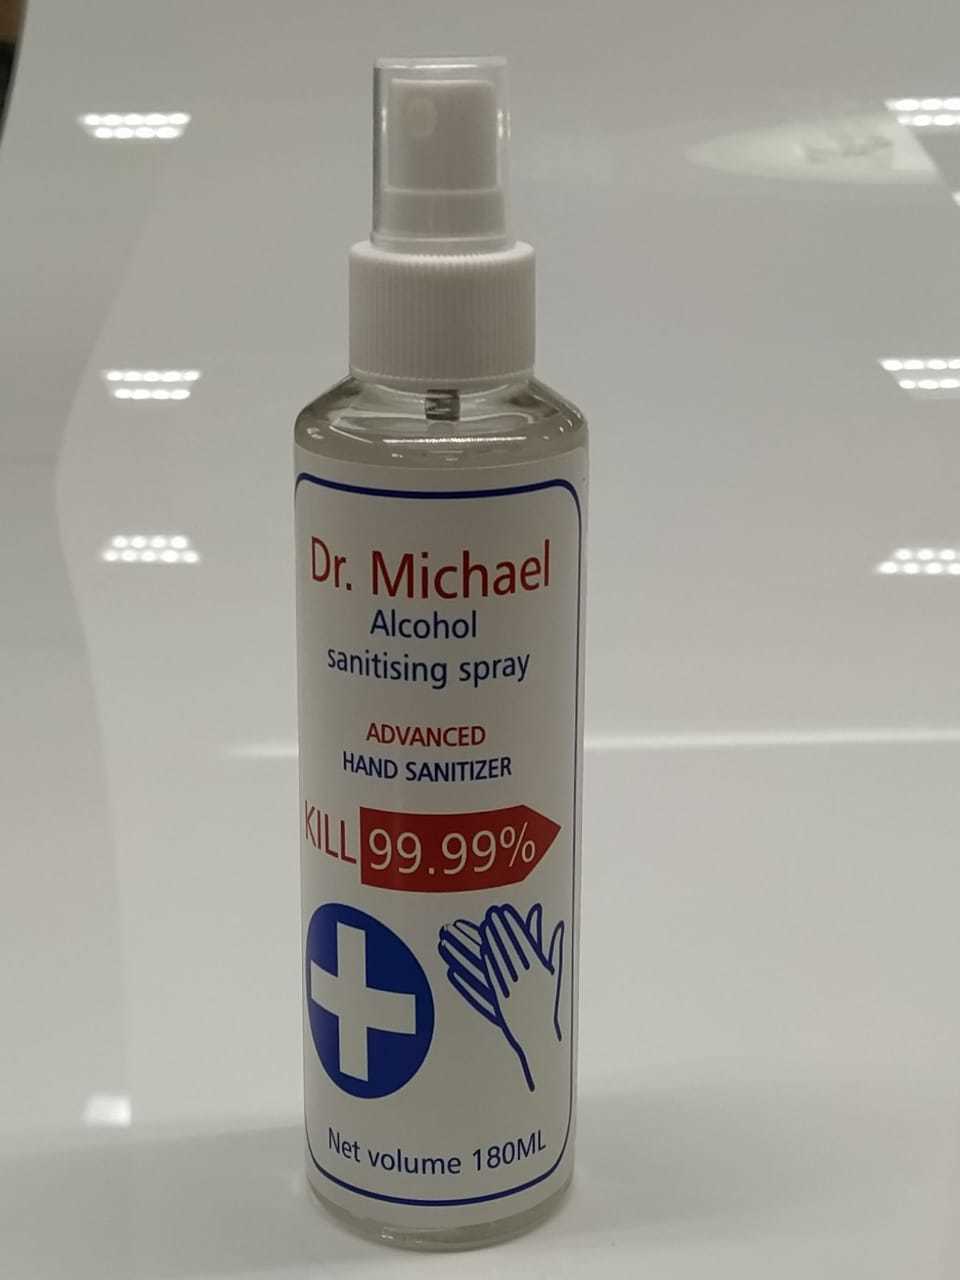 Dr. Michael
Alcohol
sanitising spray
ADVANCED
HAND SANITIZER
KILL 99.99%
Net volume 180ML